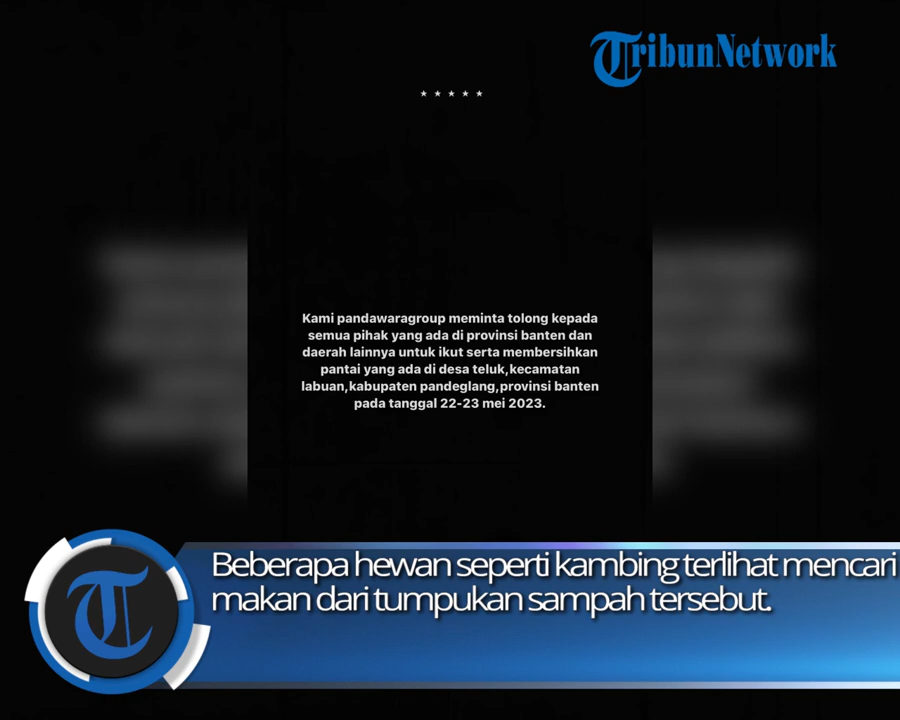 TribunNetwork
★ ★ ★ ★ ★
Kami pandawaragroup meminta tolong kepada
semua pihak yang ada di provinsi banten dan
daerah lainnya untuk ikut serta membersihkan
pantai yang ada di desa teluk,kecamatan
labuan,kabupaten pandeglang,provinsi banten
pada tanggal 22-23 mei 2023.
Beberapa hewan seperti kambing terlihat mencari
makan dari tumpukan sampah tersebut.
T